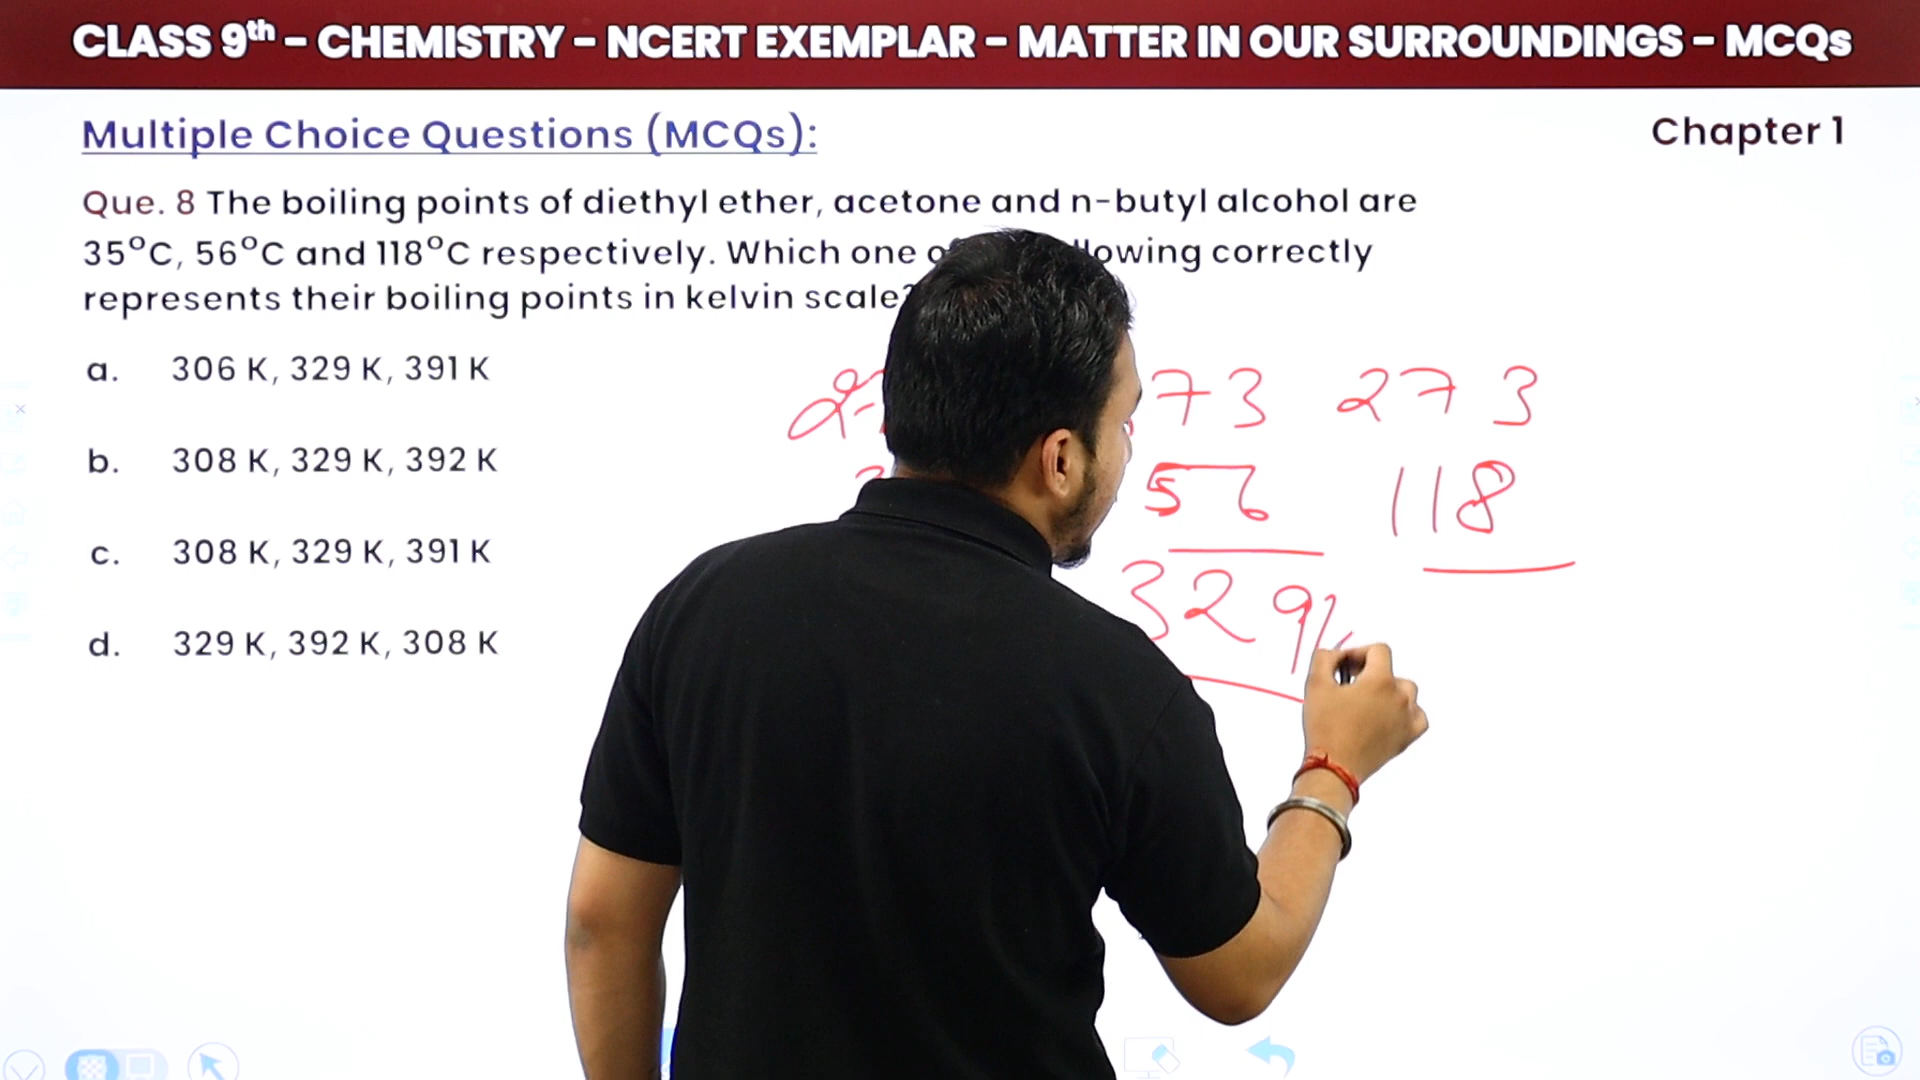 CLASS 9th – CHEMISTRY – NCERT EXEMPLAR – MATTER IN OUR SURROUNDINGS – MCQs
Multiple Choice Questions (MCQs):
Chapter 1
Que. 8 The boiling points of diethyl ether, acetone and n-butyl alcohol are
35°C, 56°C and 118°C respectively. Which one owing correctly
represents their boiling points in kelvin scale?
a. 306 K, 329 K, 391 K
b. 308 K, 329 K, 392 K
c. 308 K, 329 K, 391 K
d. 329 K, 392 K, 308 K
73 273
56 118
329